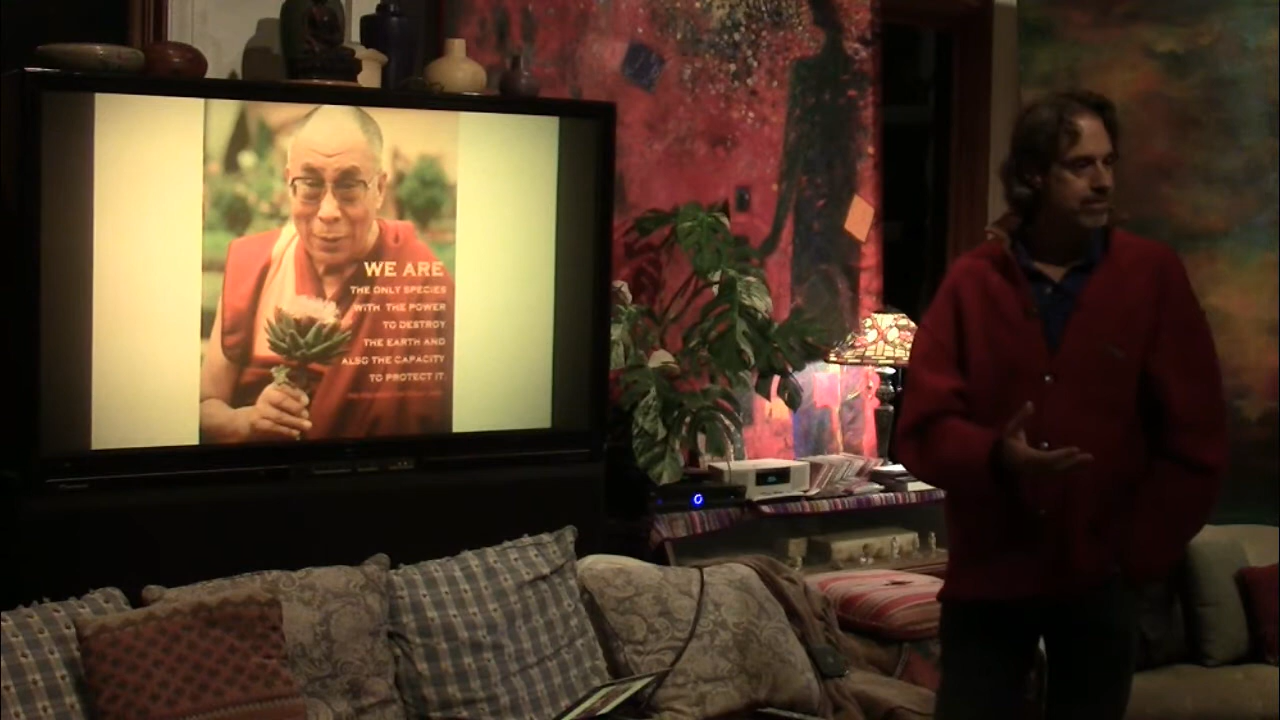 WE ARE
THE ONLY SPECIES
WITH THE POWER
TO DESTROY
THE EARTH AND
ALSO THE CAPACITY
TO PROTECT IT.